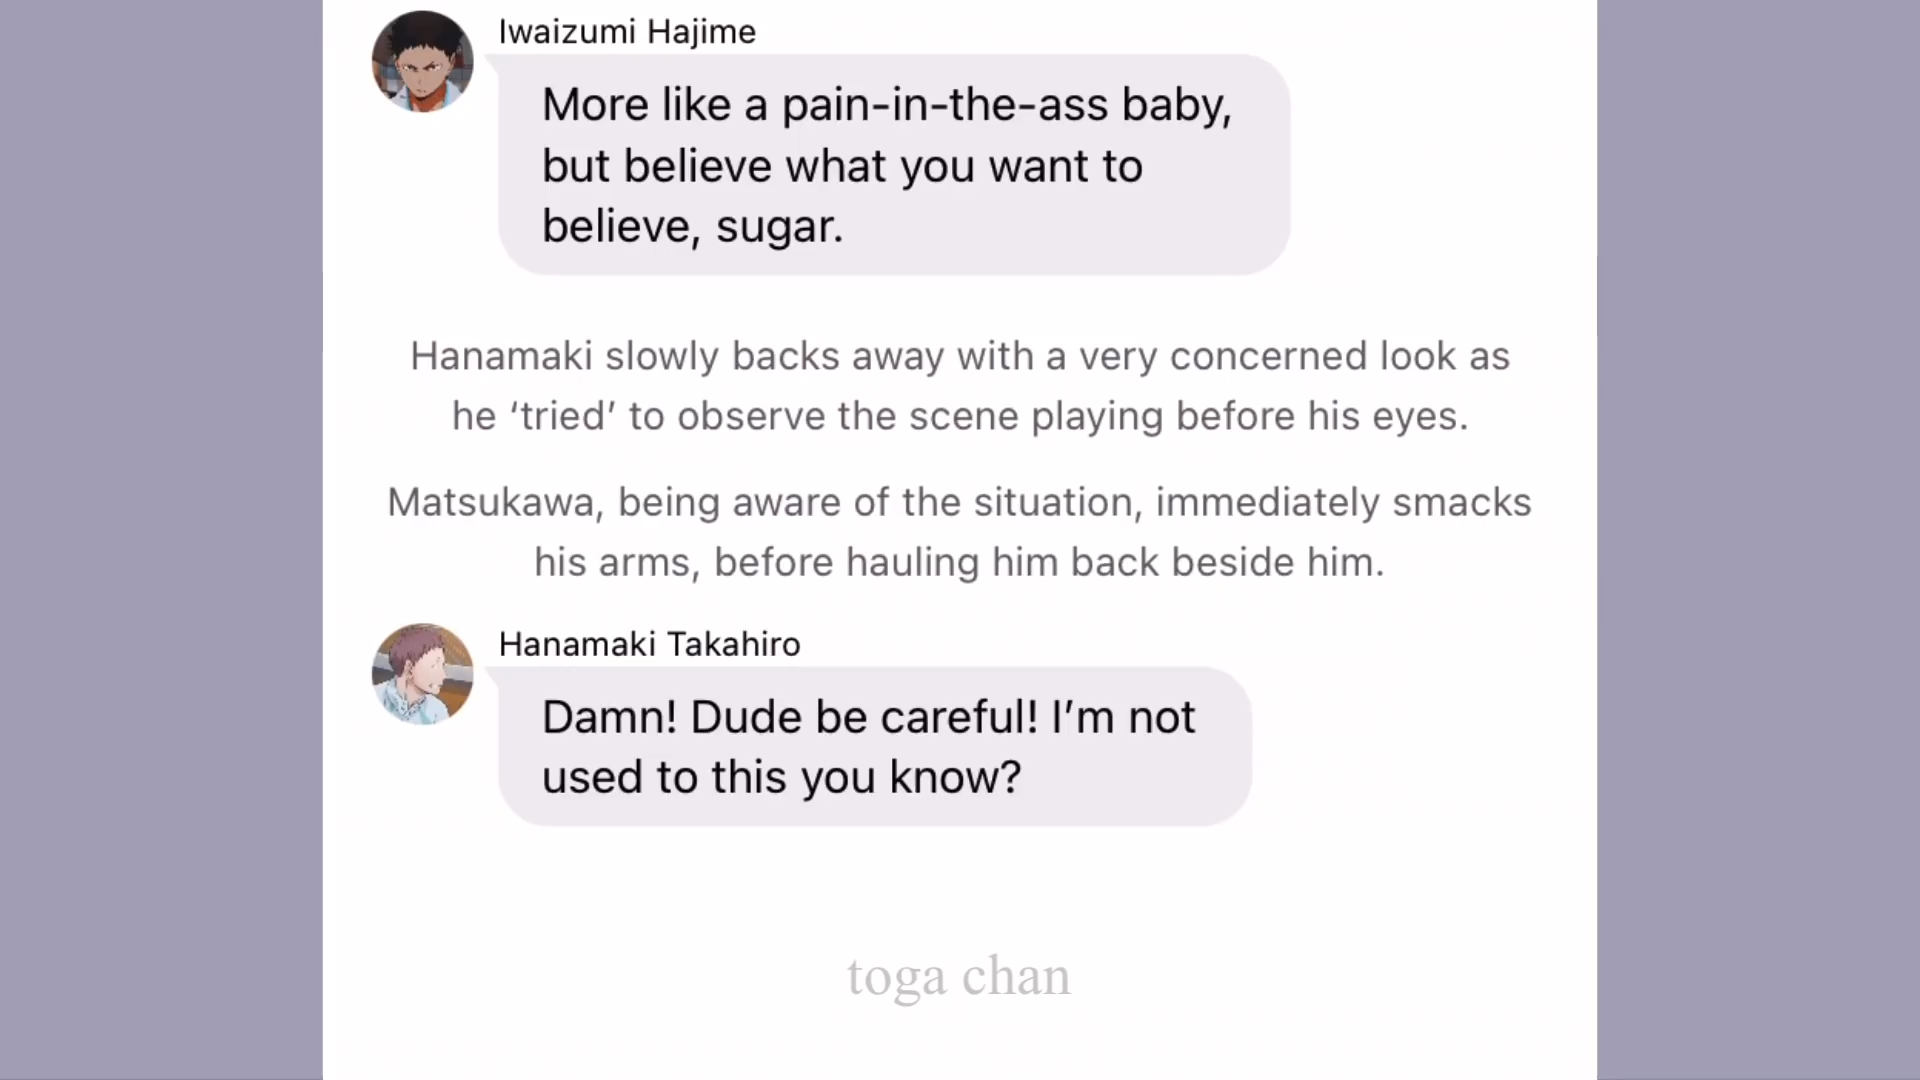 Iwaizumi Hajime
More like a pain-in-the-ass baby,
but believe what you want to
believe, sugar.
Hanamaki slowly backs away with a very concerned look as
he ‘tried’ to observe the scene playing before his eyes.
Matsukawa, being aware of the situation, immediately smacks
his arms, before hauling him back beside him.
Hanamaki Takahiro
Damn! Dude be careful! I’m not
used to this you know?
toga chan